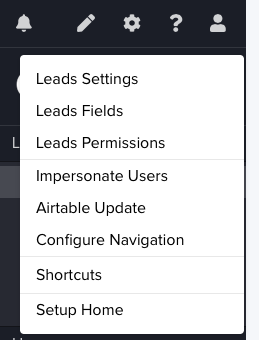 Leads Settings
Leads Fields
Leads Permissions
Impersonate Users
Airtable Update
Configure Navigation
Shortcuts
Setup Home